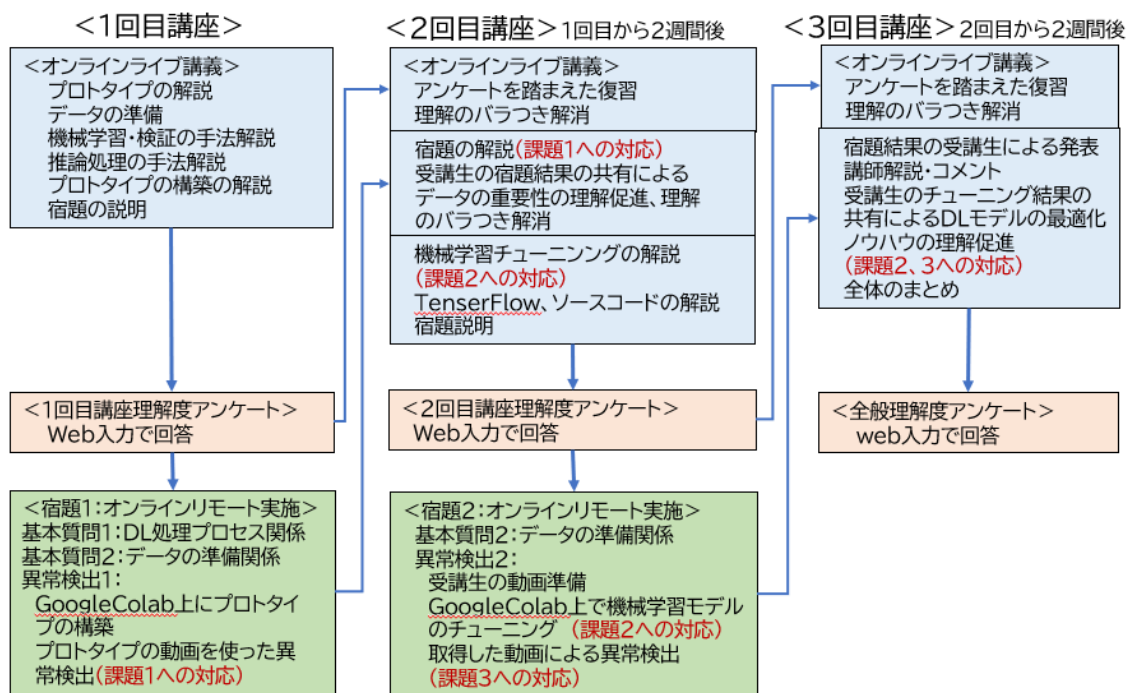 <1回目講座>
<オンラインライブ講義>
プロトタイプの解説
データの準備
機械学習・検証の手法解説
推論処理の手法解説
プロトタイプの構築の解説
宿題の説明
<1回目講座理解度アンケート>
Web入力で回答
<宿題1:オンラインリモート実施>
基本質問1:DL処理プロセス関係
基本質問2:データの準備関係
異常検出1:
GoogleColab上にプロトタイ
プの構築
プロトタイプの動画を使った異
常検出(課題1への対応)
<2回目講座>1回目から2週間後
<オンラインライブ講義>
アンケートを踏まえた復習
理解のバラつき解消
宿題の解説(課題1への対応)
受講生の宿題結果の共有による
データの重要性の理解促進、理解
のバラつき解消
機械学習チューニングの解説
(課題2への対応)
TenserFlow、ソースコードの解説
宿題説明
<2回目講座理解度アンケート>
Web入力で回答
<宿題2:オンラインリモート実施>
基本質問2:データの準備関係
異常検出2:
受講生の動画準備
GoogleColab上で機械学習モデル
のチューニング (課題2への対応)
取得した動画による異常検出
(課題3への対応)
<3回目講座>2回目から2週間後
<オンラインライブ講義>
アンケートを踏まえた復習
理解のバラつき解消
宿題結果の受講生による発表
講師解説・コメント
受講生のチューニング結果の
共有によるDLモデルの最適化
ノウハウの理解促進
(課題2、3への対応)
全体のまとめ
<全般理解度アンケート>
web入力で回答